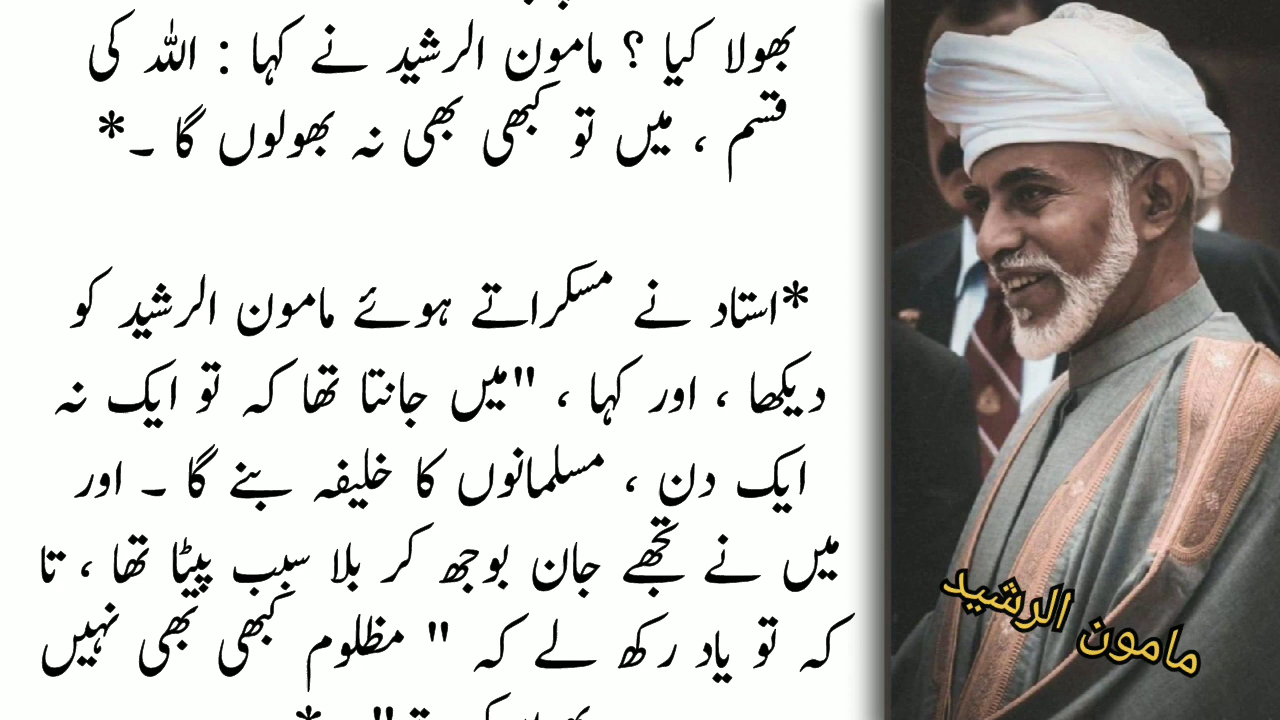 بھولا کیا ؟ مامون الرشید نے کہا : اللہ کی
قسم ، میں تو کبھی بھی نہ بھولوں گا ۔*
*استاد نے مسکراتے ہوئے مامون الرشید کو
دیکھا ، اور کہا ، "میں جانتا تھا کہ تو ایک نہ
ایک دن ، مسلمانوں کا خلیفہ بنے گا ۔ اور
میں نے تجھے جان بوجھ کر بلا سبب پیٹا تھا ، تا
کہ تو یاد رکھ لے کہ " مظلوم کبھی بھی نہیں
مامون الرشید